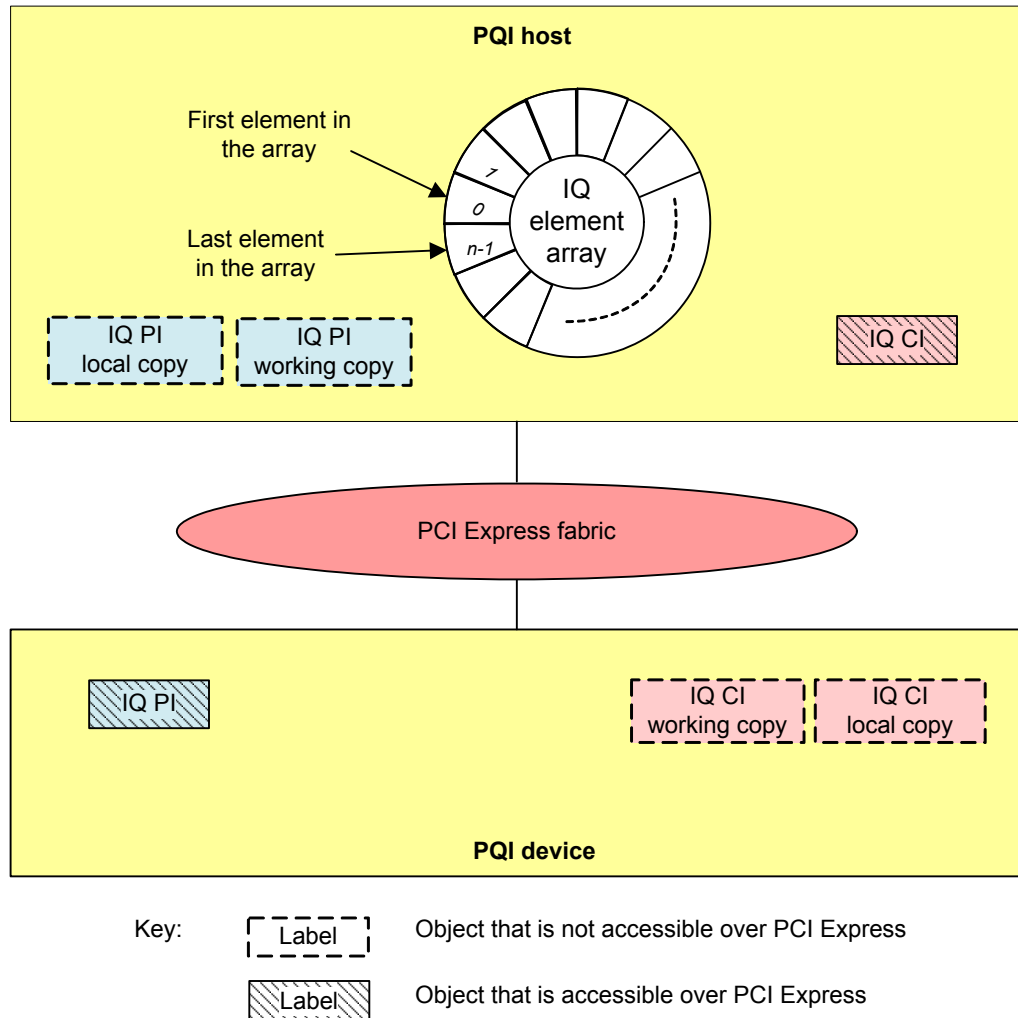 PQI host
First element in
the array
1
0
n-1
IQ
element
array
Last element
in the array
IQ PI
local copy
IQ PI
working copy
IQ CI
PCI Express fabric
IQ PI
IQ CI
working copy
IQ CI
local copy
PQI device
Key:
Label
Object that is not accessible over PCI Express
Label
Object that is accessible over PCI Express